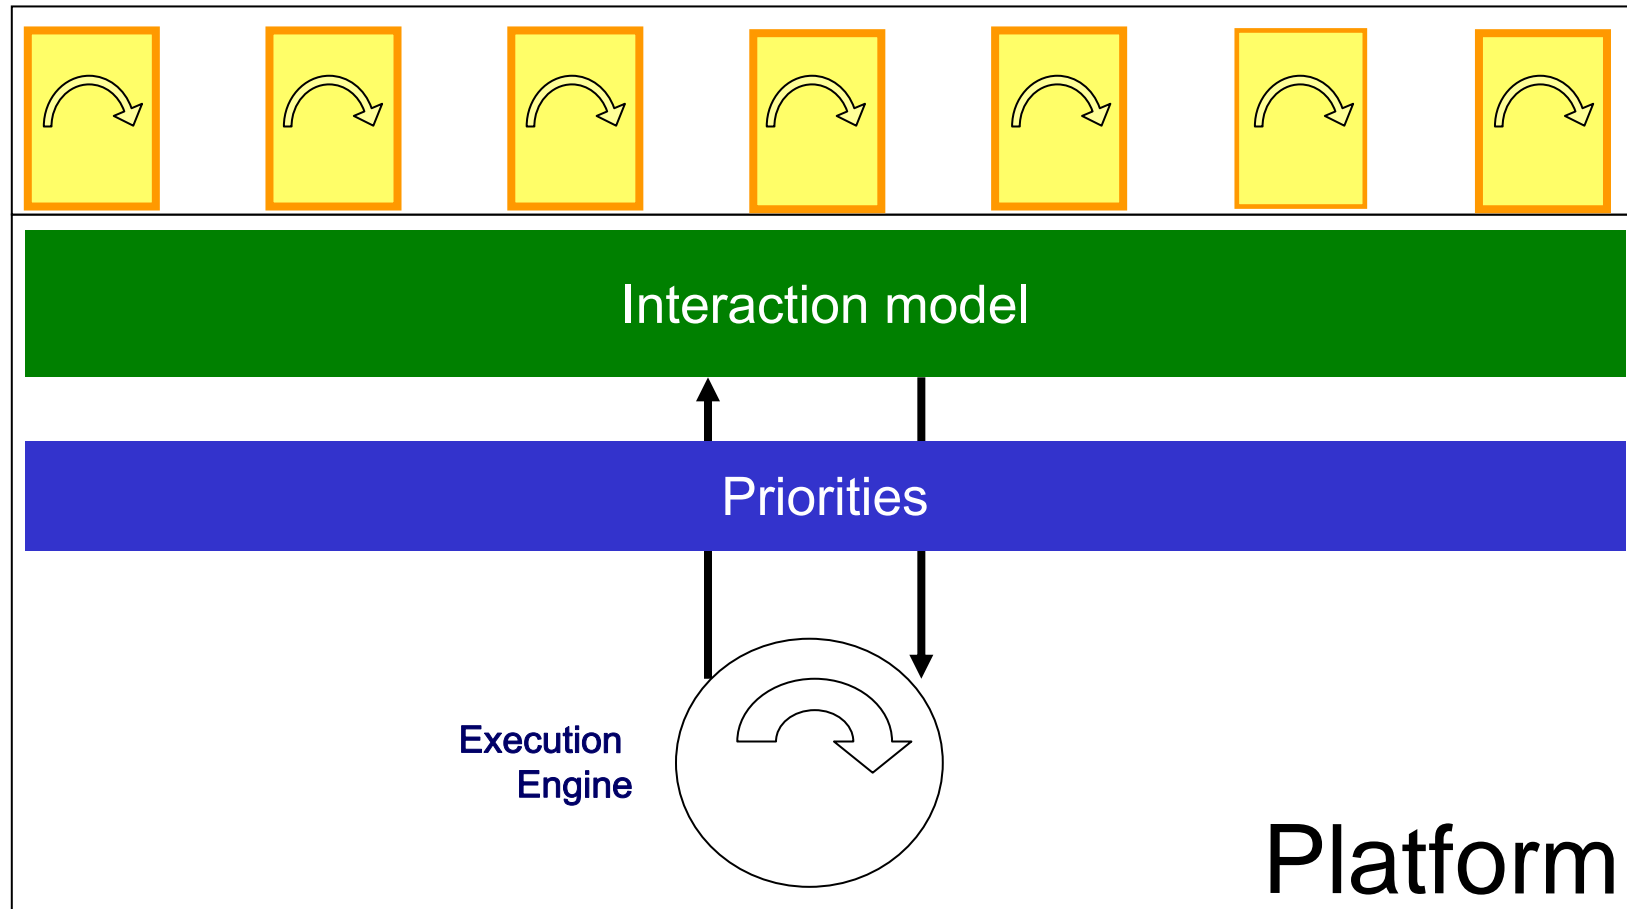 Interaction model
Priorities
Execution
Engine
Platform